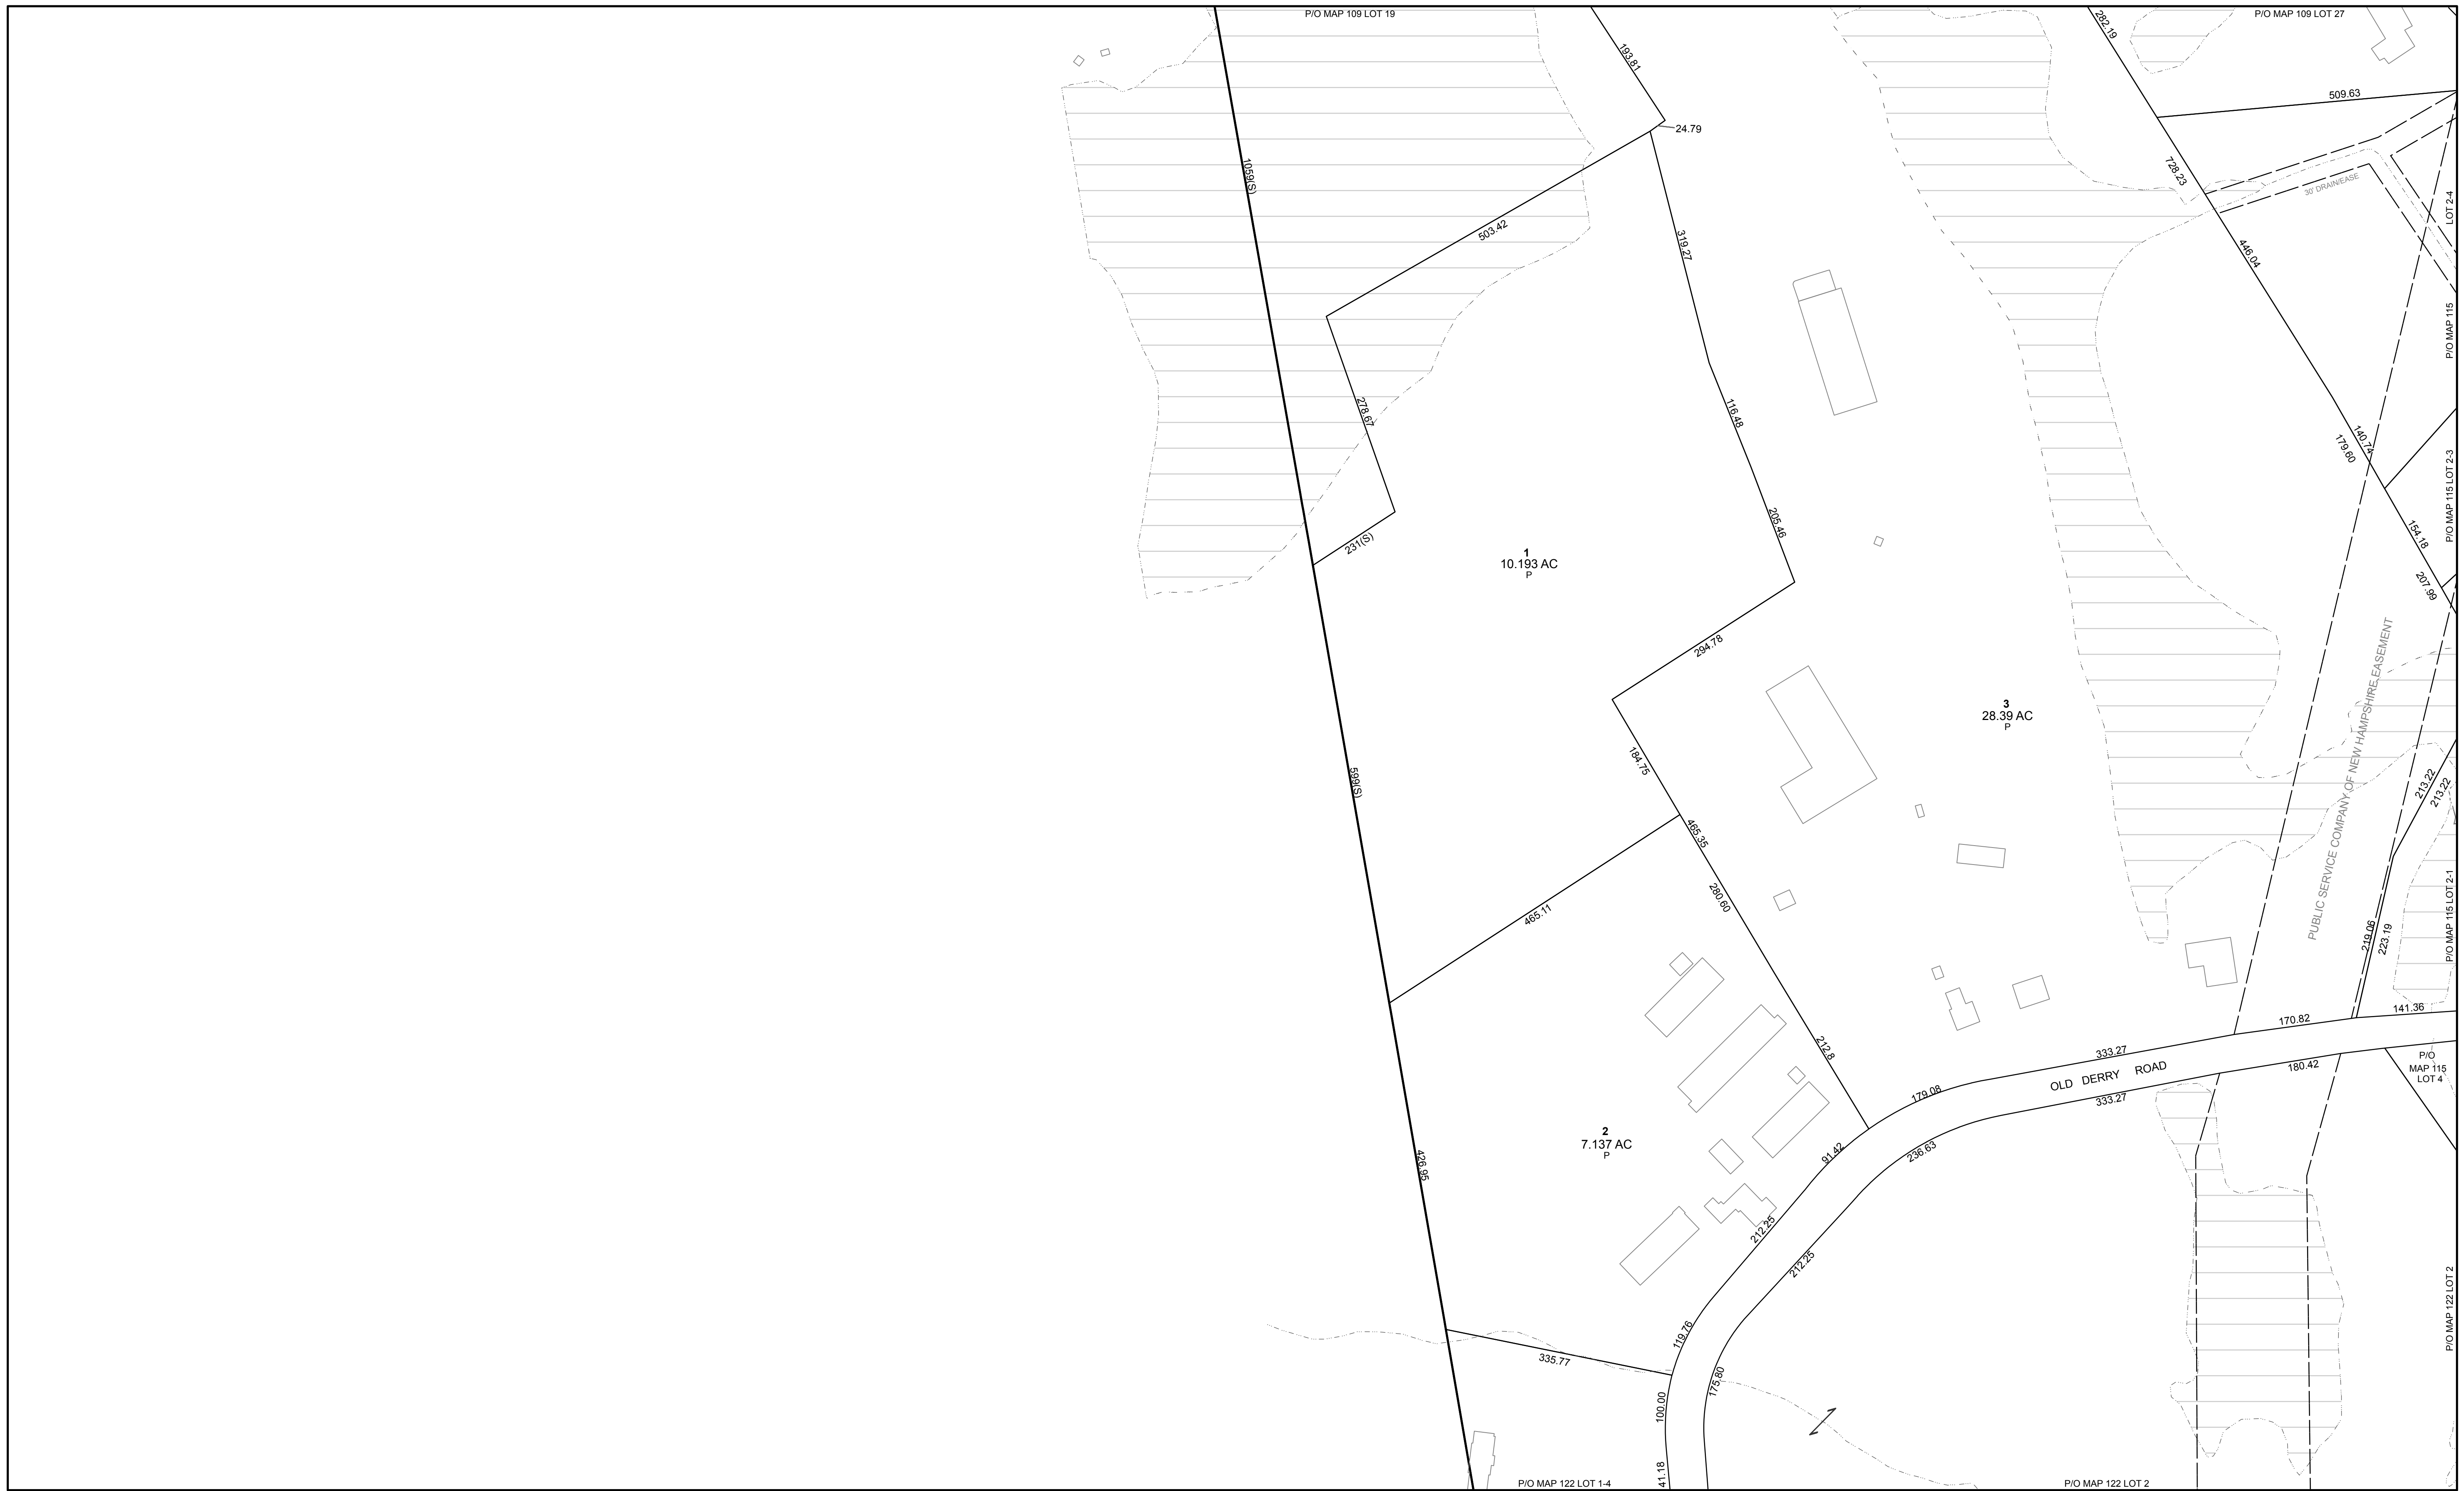 P/O MAP 109 LOT 19
P/O MAP 109 LOT 27
282.19
193.81
509.63
24.79
728.23
1059(S)
30' DRAIN/EASE
LOT 2-4
P/O MAP 115
503.42
319.27
446.04
278.67
116.48
140.74
179.60
P/O MAP 115 LOT 2-3
205.46
154.18
231(S)
1
10.193 AC
P
207.99
294.78
3
28.39 AC
P
PUBLIC SERVICE COMPANY OF NEW HAMPSHIRE EASEMENT
184.75
599(S)
213.22
213.22
465.35
280.60
465.11
219.06
223.19
P/O MAP 115 LOT 2-1
141.36
170.82
212.8
333.27
OLD DERRY ROAD
180.42
P/O
MAP 115
LOT 4
179.08
333.27
2
7.137 AC
P
91.42
236.63
426.95
212.25
212.25
P/O MAP 122 LOT 2
119.76
335.77
175.80
100.00
41.18
P/O MAP 122 LOT 1-4
P/O MAP 122 LOT 2